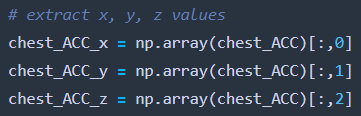 # extract x, y, z values
chest_ACC_x = np.array(chest_ACC)[:,0]
chest_ACC_y = np.array(chest_ACC)[:,1]
chest_ACC_z = np.array(chest_ACC)[:,2]